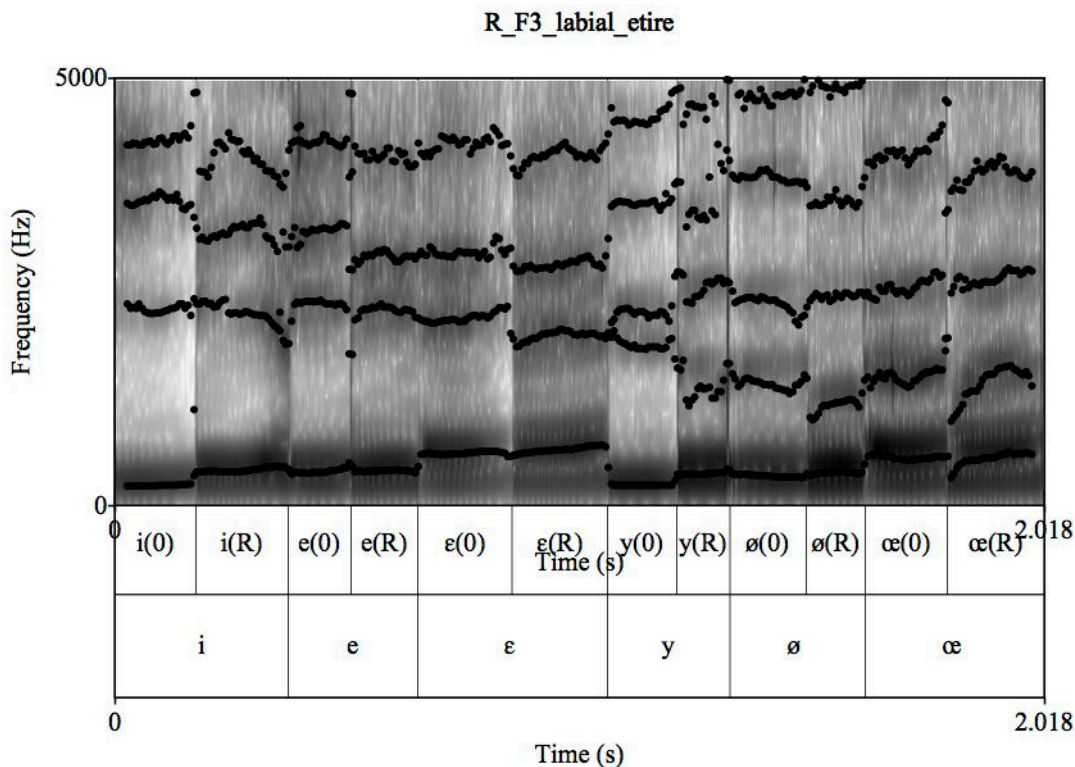 R_F3_labial_etire
5000
Frequency (Hz)
0
0 2.018
i(0) i(R) e(0) e(R) ɛ(0) ɛ(R) y(0) y(R) ø(0) ø(R) œ(0) œ(R)
Time (s)
i e ɛ y ø œ
0 2.018
Time (s)